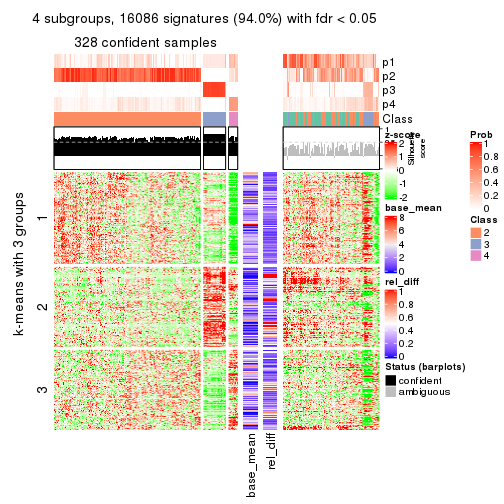 4 subgroups, 16086 signatures (94.0%) with fdr < 0.05
328 confident samples
p1
p2
p3
p4
Class
z-score
2
1
0
-1
-2
Silhouette
score
1
k-means with 3 groups
1
2
3
base_mean
8
6
4
2
0
rel_diff
1
0.8
0.6
0.4
0.2
0
Status (barplots)
confident
ambiguous
Prob
1
0.8
0.6
0.4
0.2
0
Class
2
3
4
base_mean
rel_diff